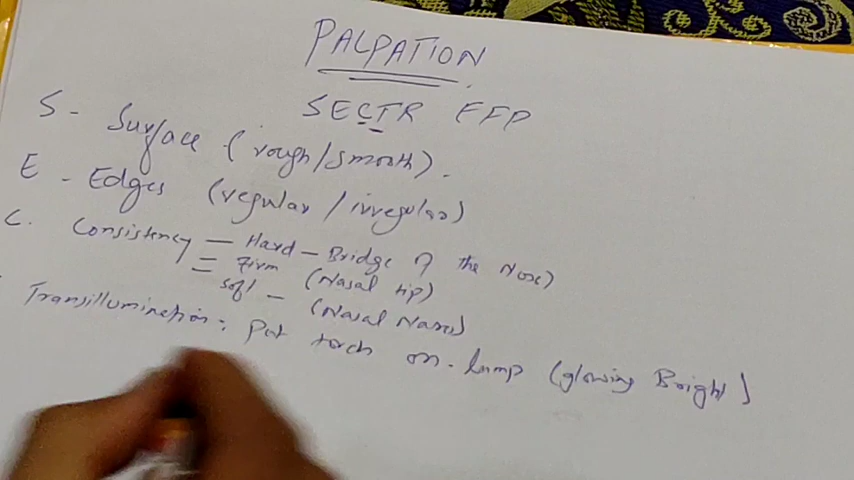 PALPATION
SECTR FFP
S - Surface (rough/smooth).
E - Edges (regular / irregular)
C. Consistency - Hard - Bridge of the Nose)
= Firm (Nasal tip)
Soft - (Nasal Nares)
Transillumination: Put torch on. lump (glowing Bright)